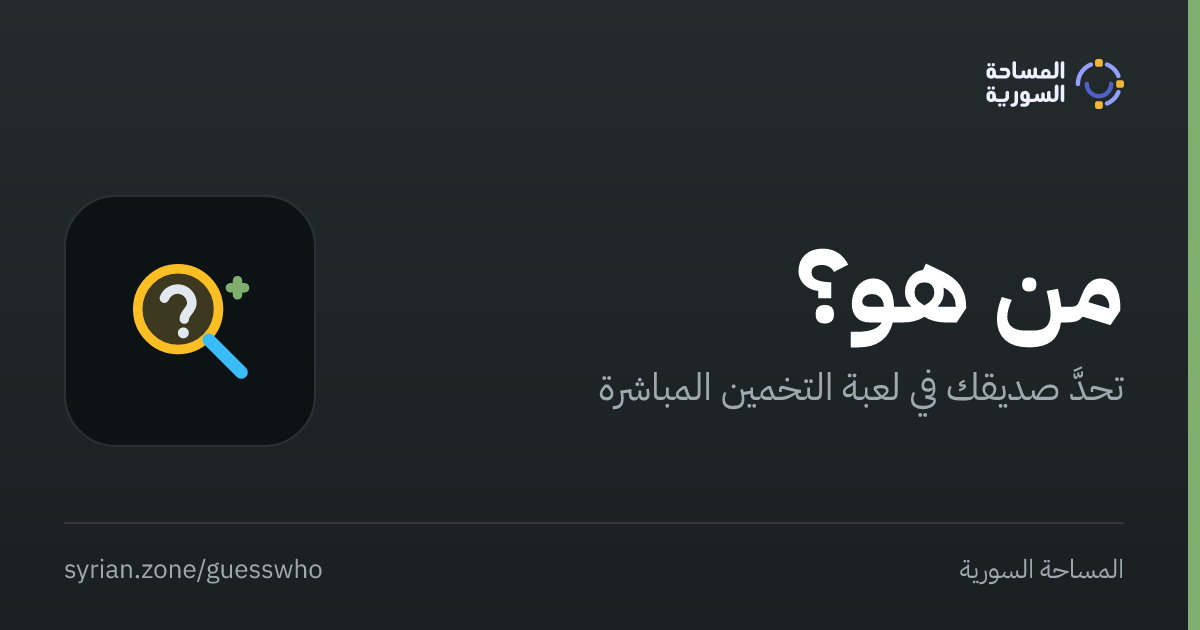 المساحة
السورية
من هو؟
تحدَّ صديقك في لعبة التخمين المباشرة
المساحة السورية
syrian.zone/guesswho